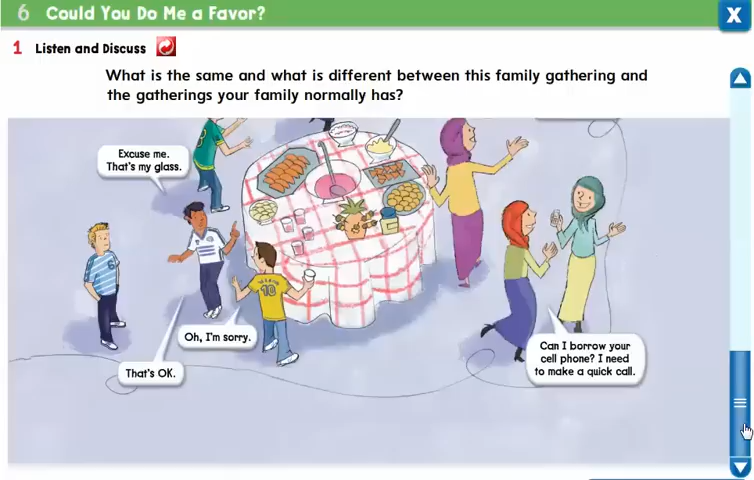 6 Could You Do Me a Favor?
X
1 Listen and Discuss
What is the same and what is different between this family gathering and
the gatherings your family normally has?
Excuse me.
That's my glass.
10
Oh, I'm sorry.
That's OK.
Can I borrow your
cell phone? I need
to make a quick call.